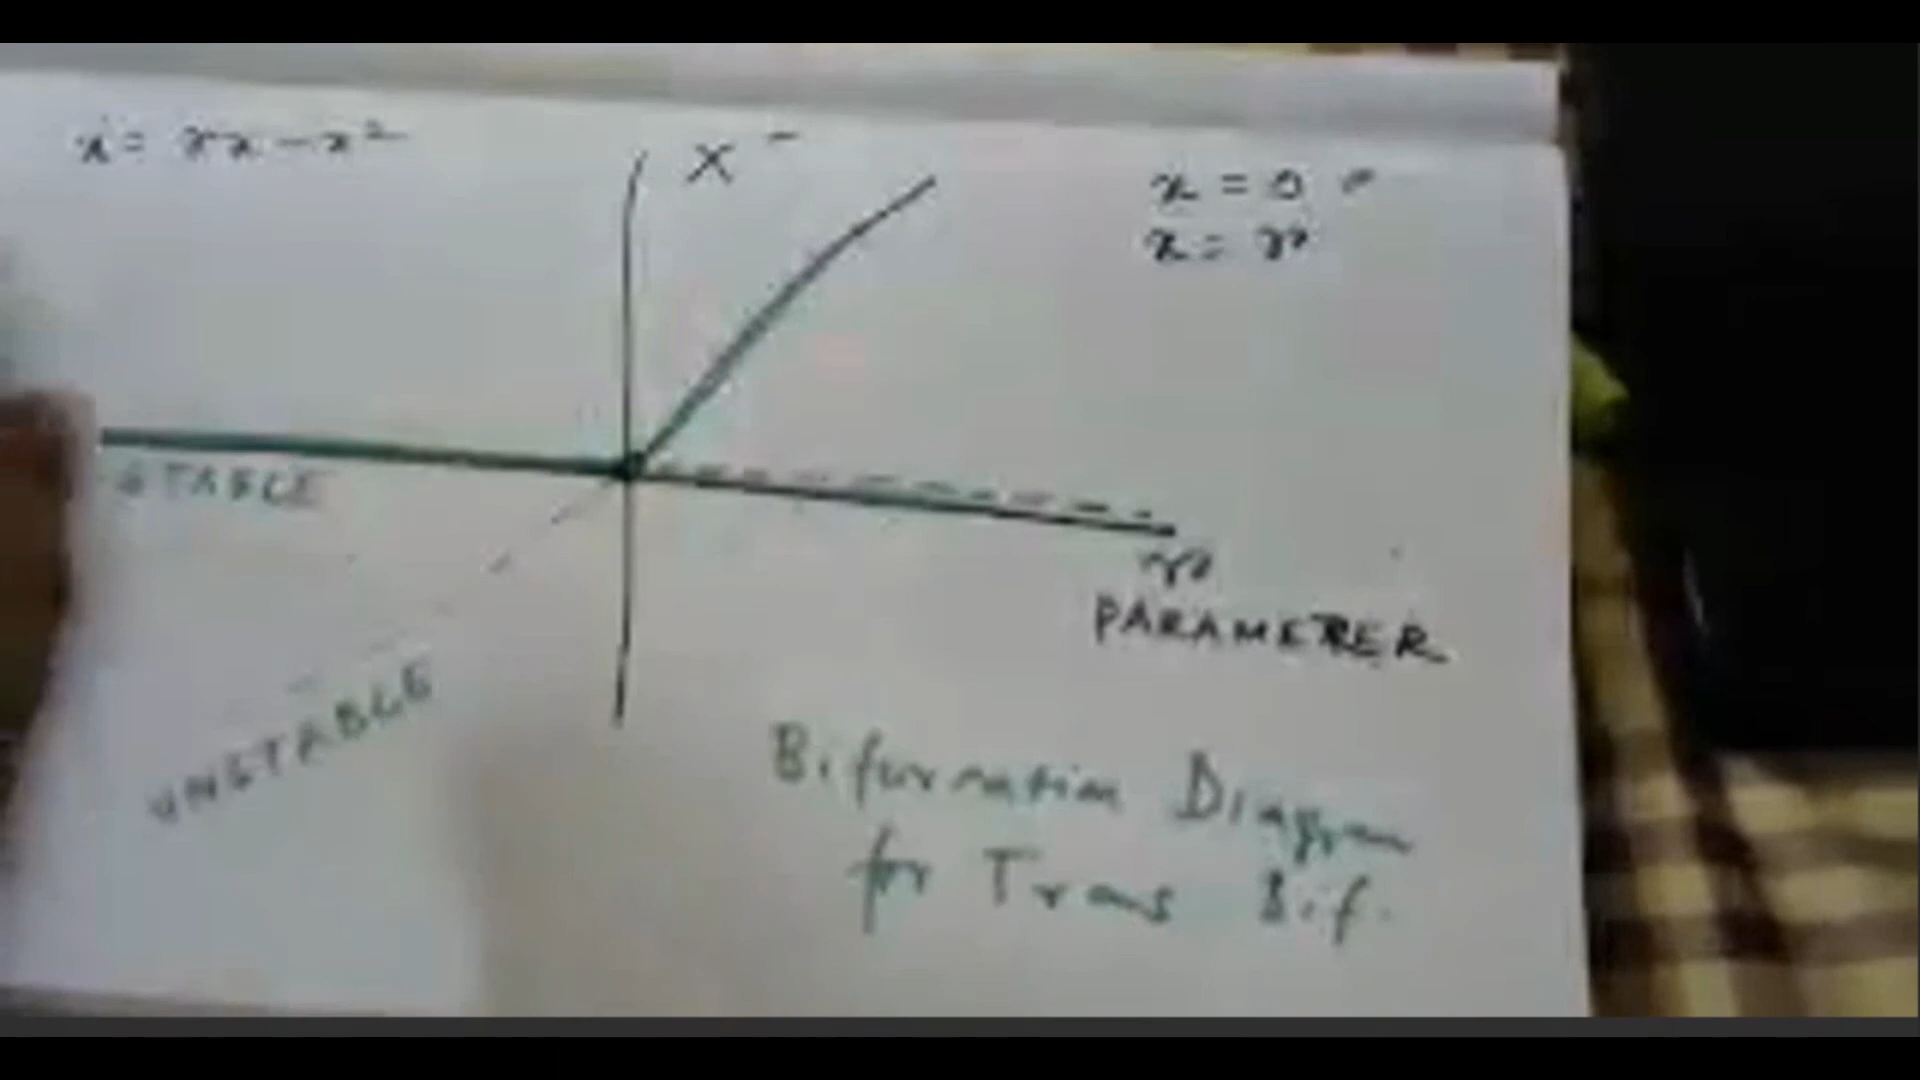 ẋ = rx - x²
X
x = 0
x = r
STABLE
r
PARAMETER
UNSTABLE
Bifurcation Diagram
for Trans Bif.